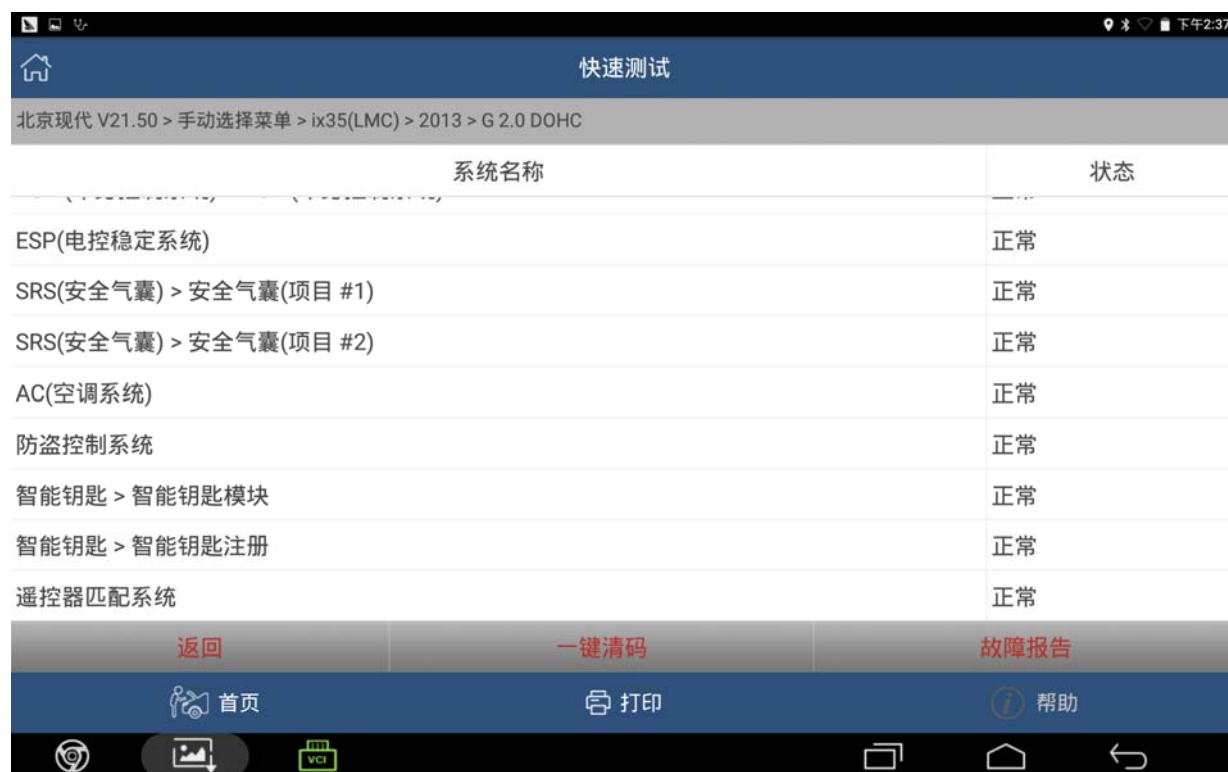 下午2:37
快速测试
北京现代 V21.50 > 手动选择菜单 > ix35(LMC) > 2013 > G 2.0 DOHC
系统名称 状态
ESP(电控稳定系统) 正常
SRS(安全气囊) > 安全气囊(项目 #1) 正常
SRS(安全气囊) > 安全气囊(项目 #2) 正常
AC(空调系统) 正常
防盗控制系统 正常
智能钥匙 > 智能钥匙模块 正常
智能钥匙 > 智能钥匙注册 正常
遥控器匹配系统 正常
返回 一键清码 故障报告
首页 打印 帮助
VCI